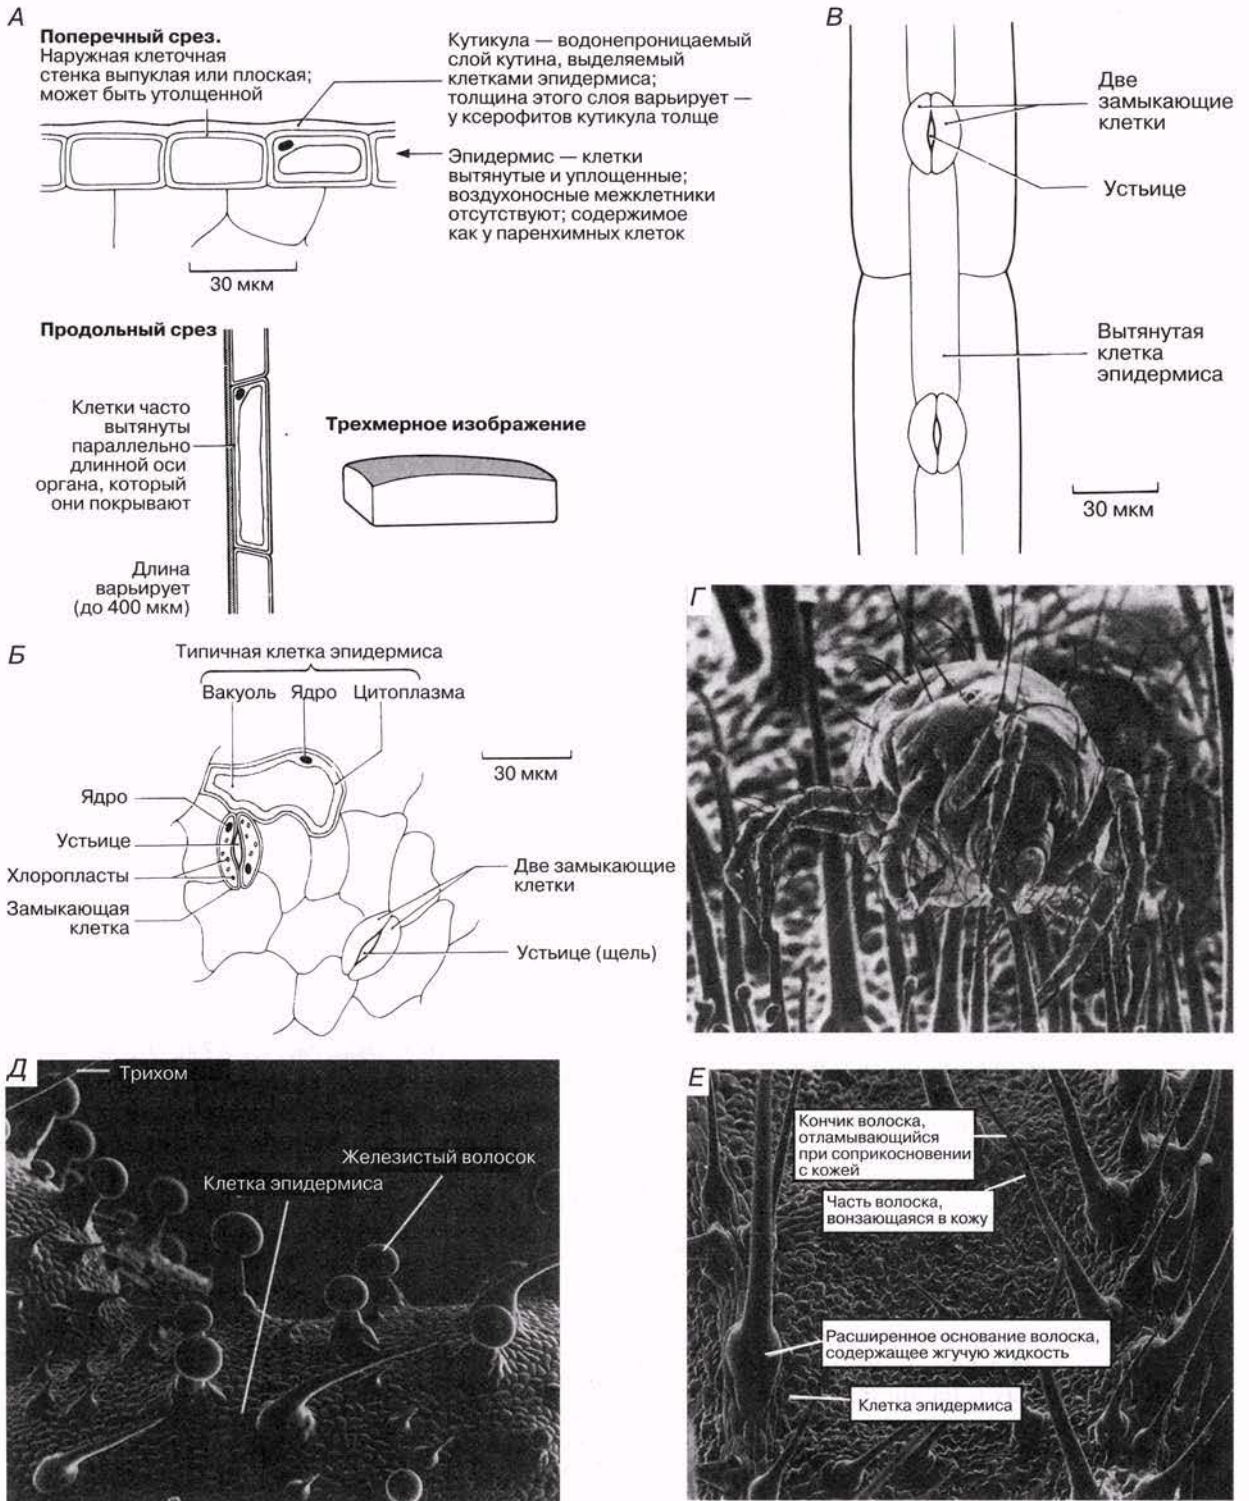 А
Поперечный срез.
Наружная клеточная
стенка выпуклая или плоская;
может быть утолщенной
Кутикула — водонепроницаемый
слой кутина, выделяемый
клетками эпидермиса;
толщина этого слоя варьирует —
у ксерофитов кутикула толще
Эпидермис — клетки
вытянутые и уплощенные;
воздухоносные межклетники
отсутствуют; содержимое
как у паренхимных клеток
30 мкм
Продольный срез
Клетки часто
вытянуты
параллельно
длинной оси
органа, который
они покрывают
Длина
варьирует
(до 400 мкм)
Трехмерное изображение
В
Две
замыкающие
клетки
Устьице
Вытянутая
клетка
эпидермиса
30 мкм
Б
Типичная клетка эпидермиса
Вакуоль Ядро Цитоплазма
30 мкм
Ядро
Устьице
Хлоропласты
Замыкающая
клетка
Две замыкающие
клетки
Устьице (щель)
Г
Д
Трихом
Железистый волосок
Клетка эпидермиса
Е
Кончик волоска,
отламывающийся
при соприкосновении
с кожей
Часть волоска,
вонзающаяся в кожу
Расширенное основание волоска,
содержащее жгучую жидкость
Клетка эпидермиса